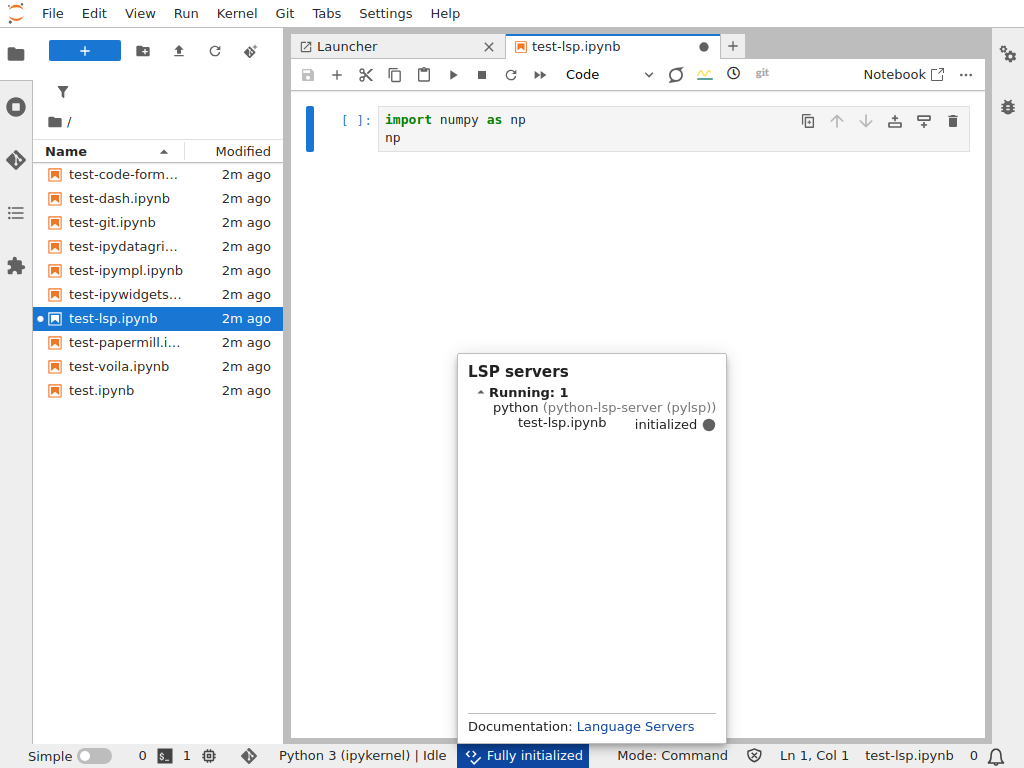 File Edit View Run Kernel Git Tabs Settings Help
Launcher
test-lsp.ipynb
Code
git
Notebook
/
Name Modified
test-code-form… 2m ago
test-dash.ipynb 2m ago
test-git.ipynb 2m ago
test-ipydatagri… 2m ago
test-ipympl.ipynb 2m ago
test-ipywidgets… 2m ago
test-lsp.ipynb 2m ago
test-papermill.i… 2m ago
test-voila.ipynb 2m ago
test.ipynb 2m ago
[ ]: import numpy as np
np
LSP servers
Running: 1
python (python-lsp-server (pylsp))
test-lsp.ipynb initialized
Documentation: Language Servers
Simple 0 1 Python 3 (ipykernel) | Idle Fully initialized Mode: Command Ln 1, Col 1 test-lsp.ipynb 0